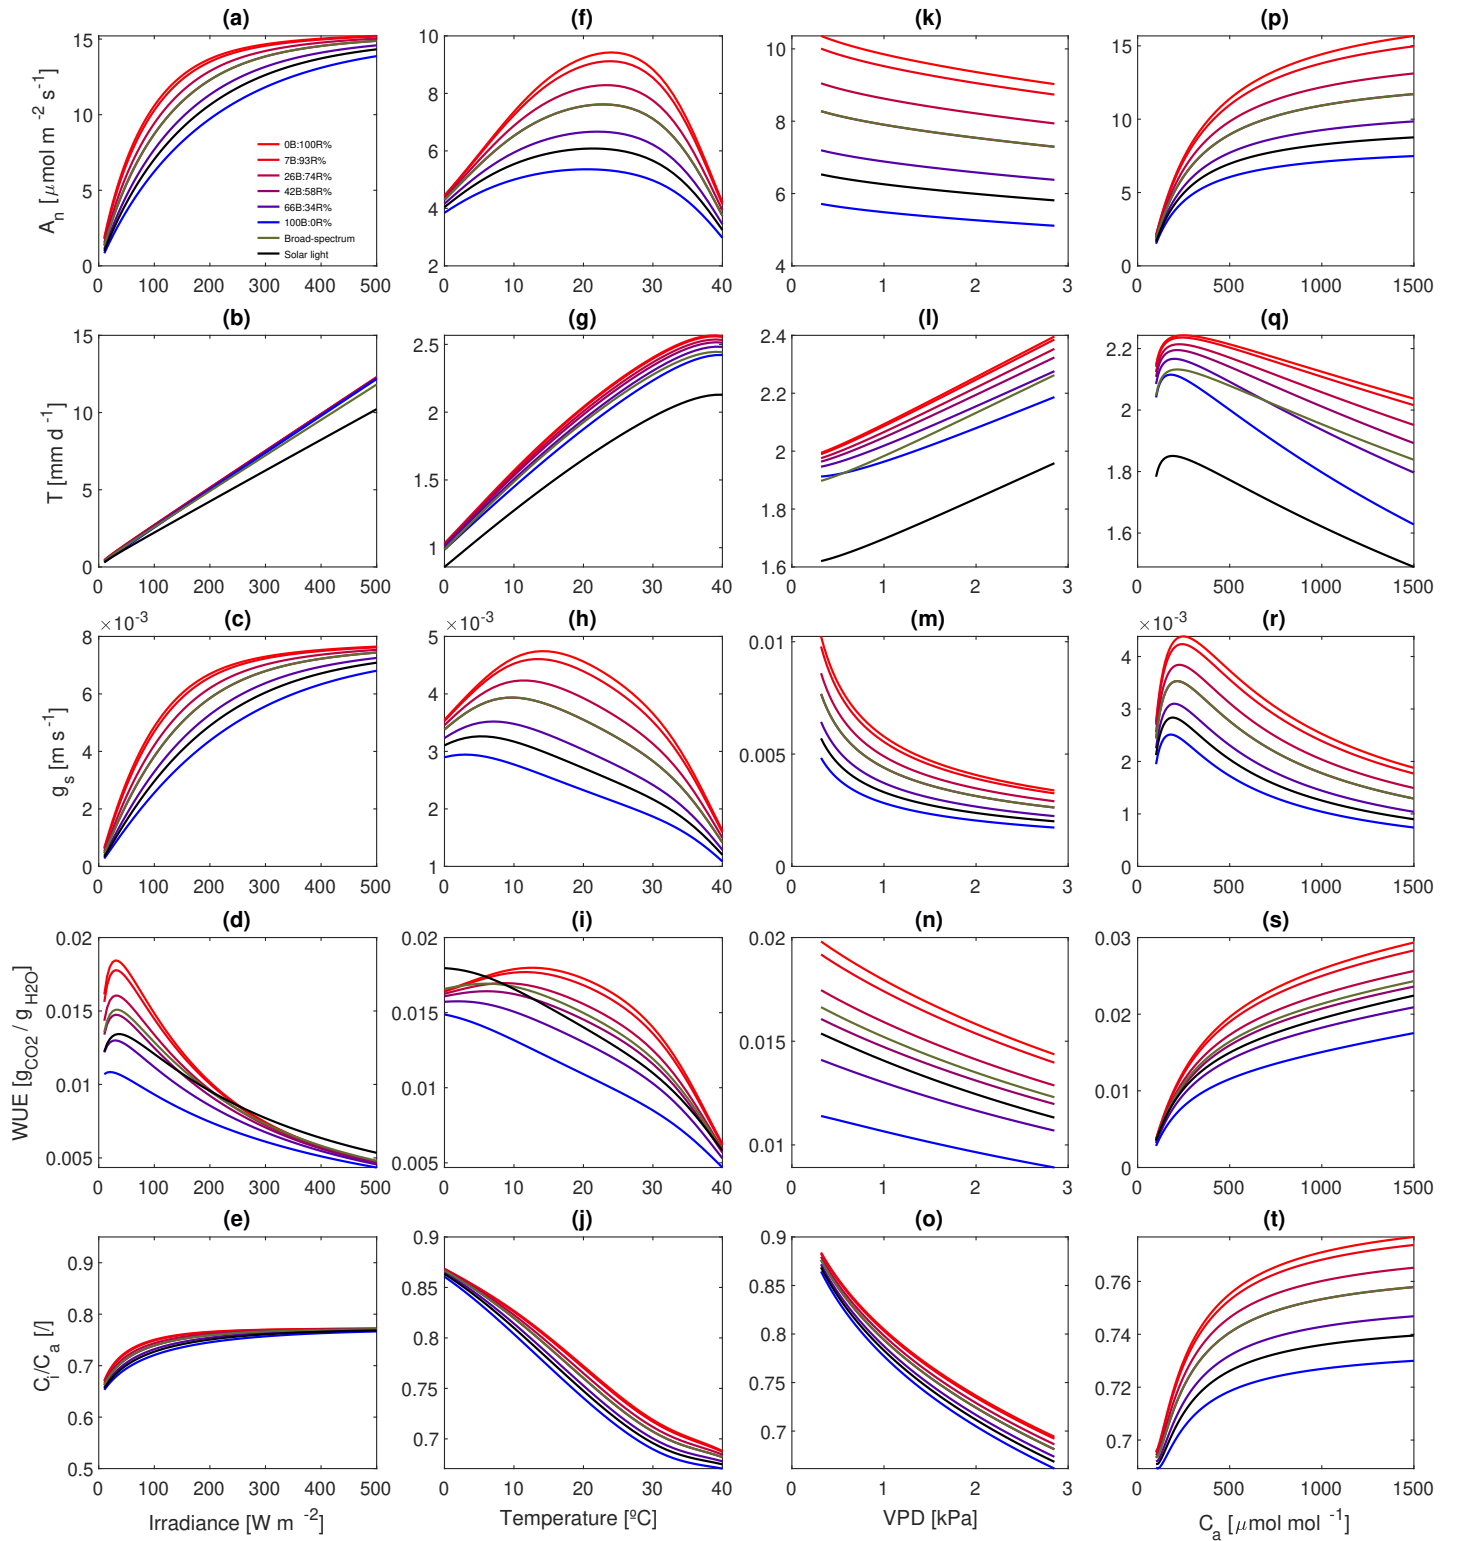 (a)
(f)
(k)
(p)
A_n [μmol m^-2 s^-1]
15
10
5
0
0 100 200 300 400 500
0B:100R%
7B:93R%
26B:74R%
42B:58R%
66B:34R%
100B:0R%
Broad-spectrum
Solar light
10
8
6
4
2
0 10 20 30 40
10
8
6
4
0 1 2 3
15
10
5
0
0 500 1000 1500
(b)
(g)
(l)
(q)
T [mm d^-1]
15
10
5
0
0 100 200 300 400 500
2.5
2
1.5
1
0 10 20 30 40
2.4
2.2
2
1.8
1.6
0 1 2 3
2.2
2
1.8
1.6
0 500 1000 1500
(c)
(h)
(m)
(r)
g_s [m s^-1]
×10^-3
8
6
4
2
0
0 100 200 300 400 500
×10^-3
5
4
3
2
1
0 10 20 30 40
0.01
0.005
0
0 1 2 3
×10^-3
4
3
2
1
0
0 500 1000 1500
(d)
(i)
(n)
(s)
WUE [g_CO2 / g_H2O]
0.02
0.015
0.01
0.005
0 100 200 300 400 500
0.02
0.015
0.01
0.005
0 10 20 30 40
0.02
0.015
0.01
0 1 2 3
0.03
0.02
0.01
0
0 500 1000 1500
(e)
(j)
(o)
(t)
C_i/C_a [/]
0.9
0.8
0.7
0.6
0.5
0 100 200 300 400 500
Irradiance [W m^-2]
0.9
0.85
0.8
0.75
0.7
0 10 20 30 40
Temperature [ºC]
0.9
0.85
0.8
0.75
0.7
0 1 2 3
VPD [kPa]
0.76
0.74
0.72
0.7
0 500 1000 1500
C_a [μmol mol^-1]